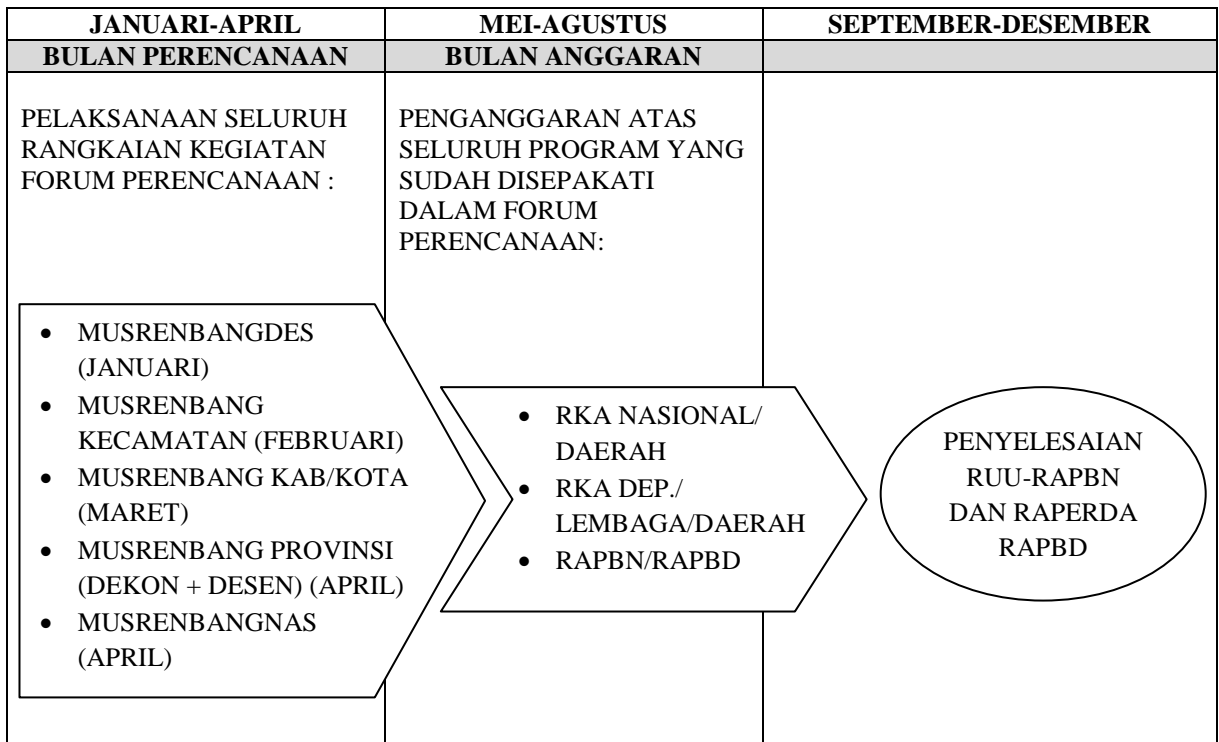 JANUARI-APRIL
MEI-AGUSTUS
SEPTEMBER-DESEMBER
BULAN PERENCANAAN
BULAN ANGGARAN
PELAKSANAAN SELURUH
RANGKAIAN KEGIATAN
FORUM PERENCANAAN :
PENGANGGARAN ATAS
SELURUH PROGRAM YANG
SUDAH DISEPAKATI
DALAM FORUM
PERENCANAAN:
• MUSRENBANGDES
(JANUARI)
• MUSRENBANG
KECAMATAN (FEBRUARI)
• MUSRENBANG KAB/KOTA
(MARET)
• MUSRENBANG PROVINSI
(DEKON + DESEN) (APRIL)
• MUSRENBANGNAS
(APRIL)
• RKA NASIONAL/
DAERAH
• RKA DEP./
LEMBAGA/DAERAH
• RAPBN/RAPBD
PENYELESAIAN
RUU-RAPBN
DAN RAPERDA
RAPBD